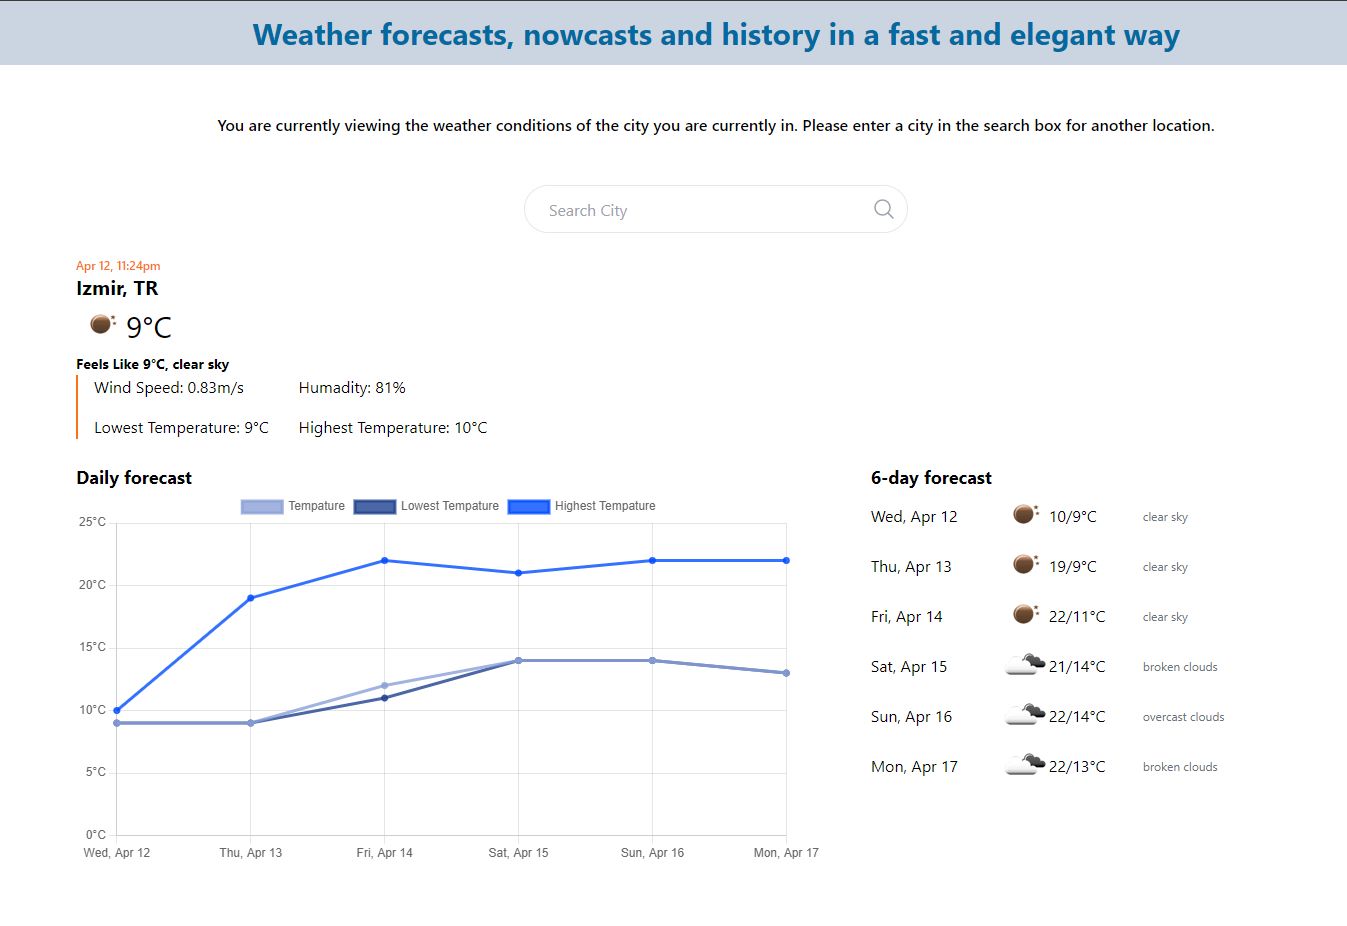 Weather forecasts, nowcasts and history in a fast and elegant way
You are currently viewing the weather conditions of the city you are currently in. Please enter a city in the search box for another location.
Search City
Apr 12, 11:24pm
Izmir, TR
9°C
Feels Like 9°C, clear sky
Wind Speed: 0.83m/s Humadity: 81%
Lowest Temperature: 9°C Highest Temperature: 10°C
Daily forecast
Tempature Lowest Tempature Highest Tempature
25°C
20°C
15°C
10°C
5°C
0°C
Wed, Apr 12 Thu, Apr 13 Fri, Apr 14 Sat, Apr 15 Sun, Apr 16 Mon, Apr 17
6-day forecast
Wed, Apr 12 10/9°C clear sky
Thu, Apr 13 19/9°C clear sky
Fri, Apr 14 22/11°C clear sky
Sat, Apr 15 21/14°C broken clouds
Sun, Apr 16 22/14°C overcast clouds
Mon, Apr 17 22/13°C broken clouds